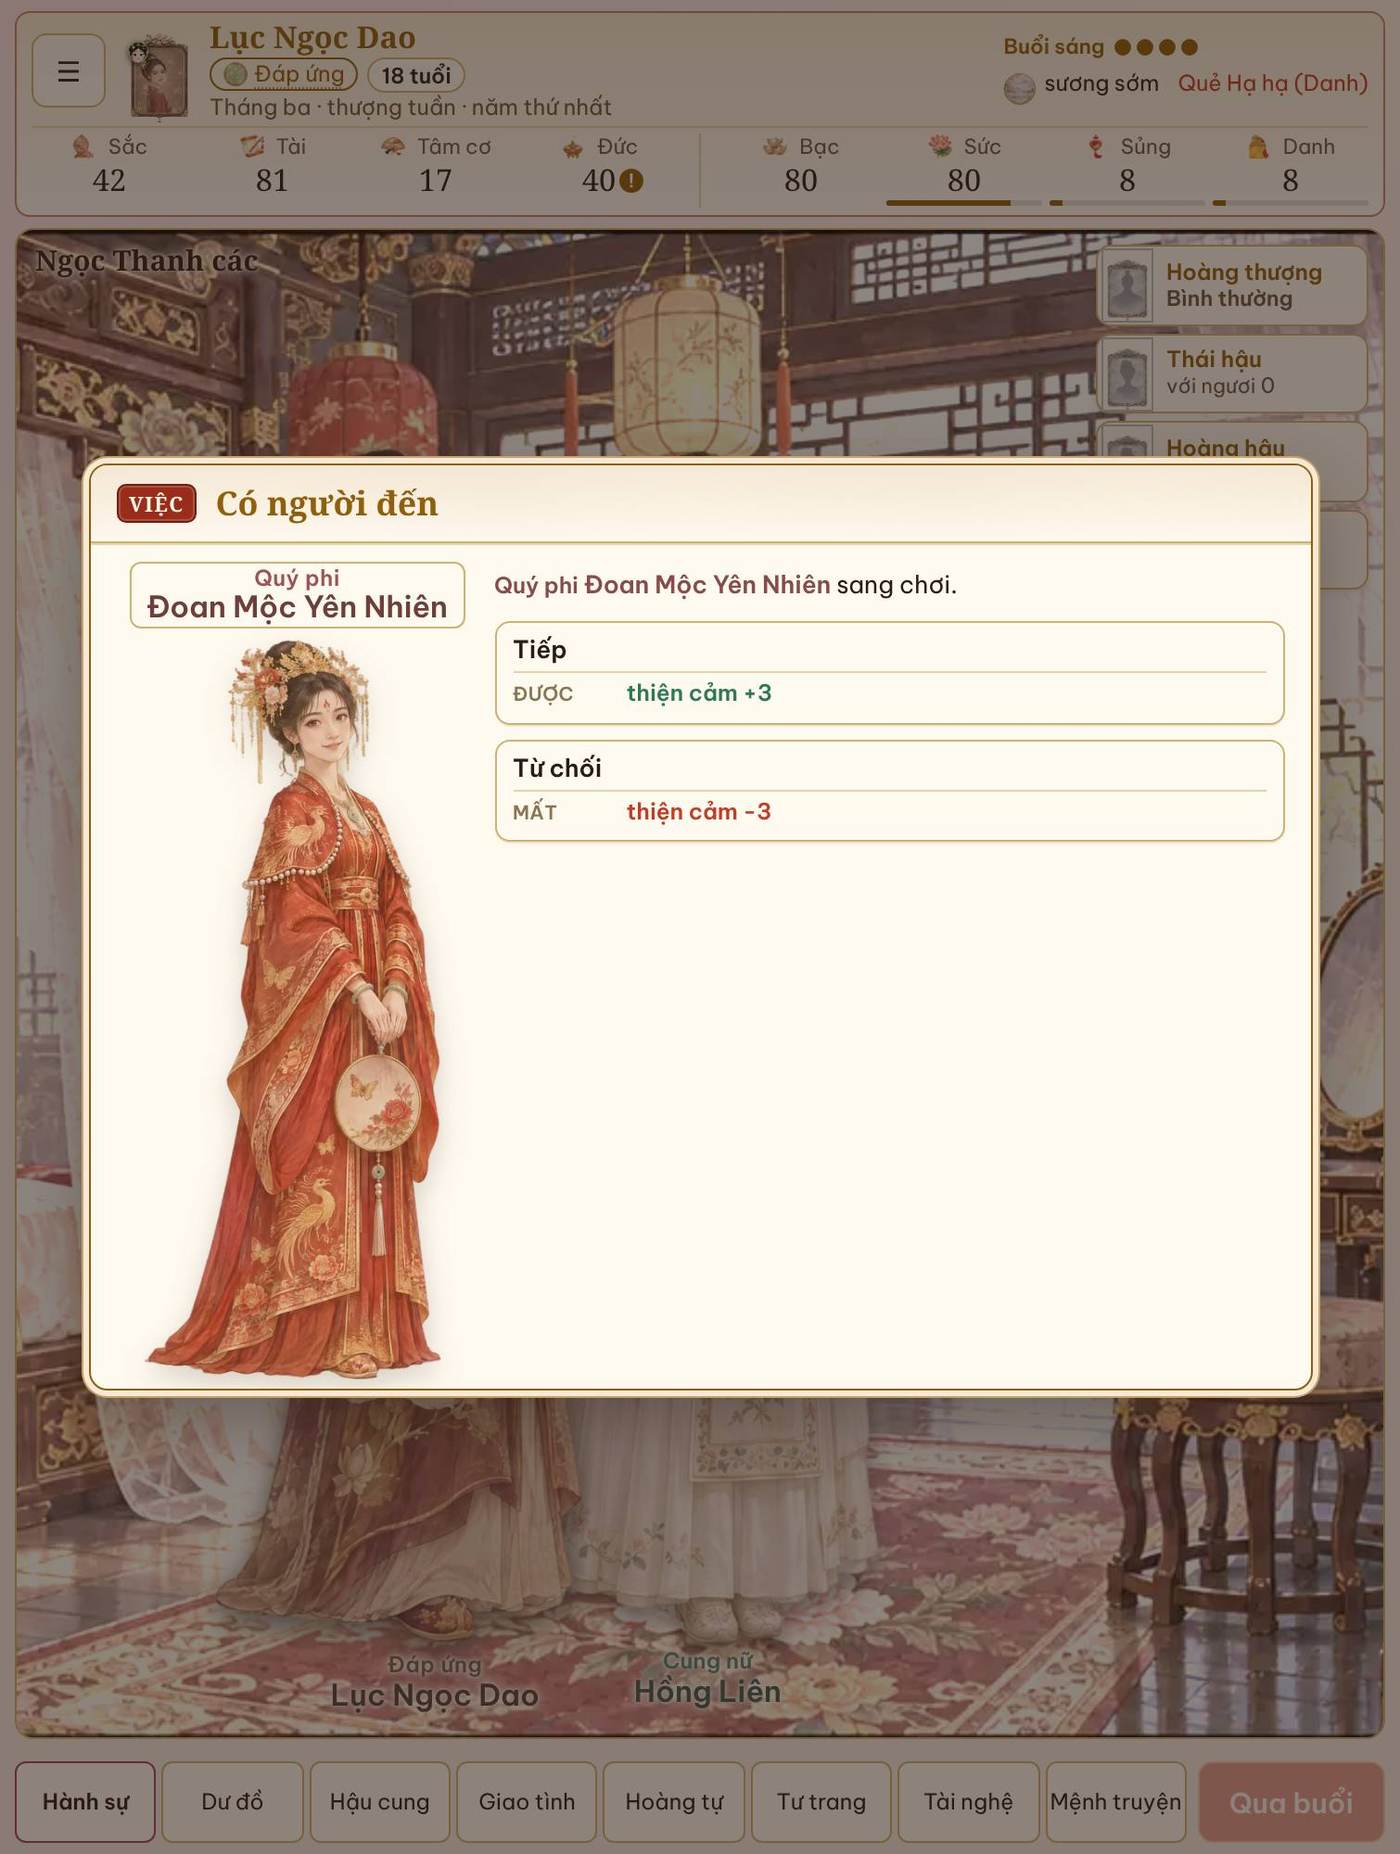 ☰
Lục Ngọc Dao
Đáp ứng
18 tuổi
Tháng ba · thượng tuần · năm thứ nhất
Buổi sáng
sương sớm
Quẻ Hạ hạ (Danh)
Sắc
42
Tài
81
Tâm cơ
17
Đức
40 !
Bạc
80
Sức
80
Sủng
8
Danh
8
Ngọc Thanh các
Hoàng thượng
Bình thường
Thái hậu
với ngươi 0
Hoàng hậu
VIỆC
Có người đến
Quý phi
Đoan Mộc Yên Nhiên
Quý phi Đoan Mộc Yên Nhiên sang chơi.
Tiếp
ĐƯỢC thiện cảm +3
Từ chối
MẤT thiện cảm -3
Đáp ứng
Lục Ngọc Dao
Cung nữ
Hồng Liên
Hành sự
Dư đồ
Hậu cung
Giao tình
Hoàng tự
Tư trang
Tài nghệ
Mệnh truyện
Qua buổi